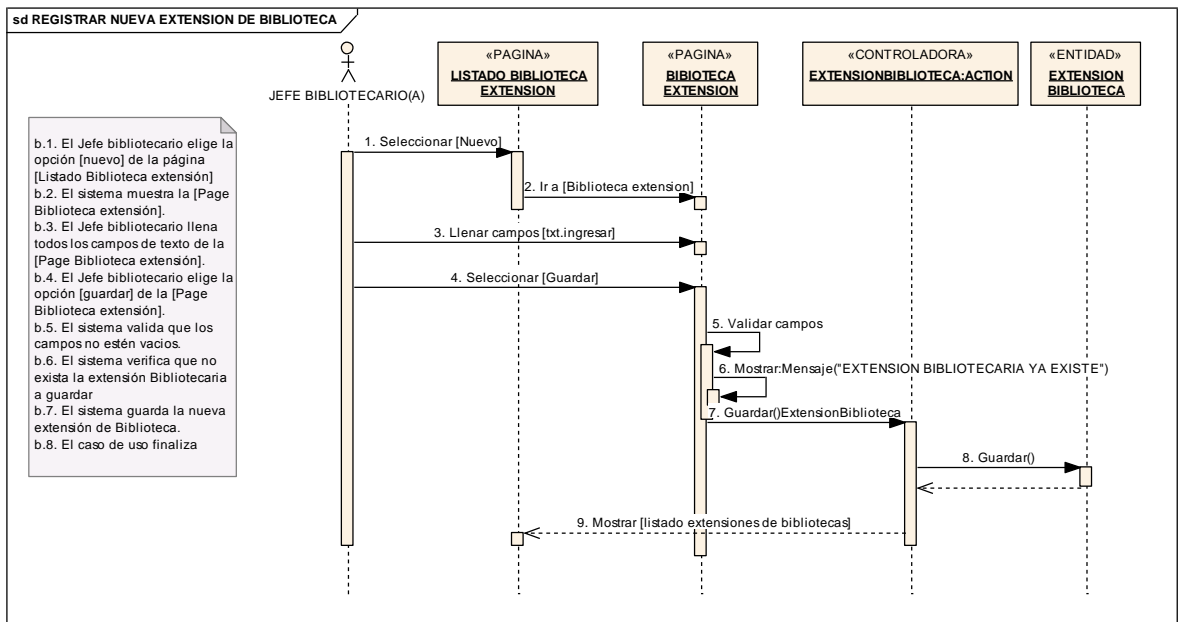 sd REGISTRAR NUEVA EXTENSION DE BIBLIOTECA
JEFE BIBLIOTECARIO(A)
«PAGINA»
LISTADO BIBLIOTECA
EXTENSION
«PAGINA»
BIBIOTECA
EXTENSION
«CONTROLADORA»
EXTENSIONBIBLIOTECA:ACTION
«ENTIDAD»
EXTENSION
BIBLIOTECA
b.1. El Jefe bibliotecario elige la
opción [nuevo] de la página
[Listado Biblioteca extensión]
b.2. El sistema muestra la [Page
Biblioteca extensión].
b.3. El Jefe bibliotecario llena
todos los campos de texto de la
[Page Biblioteca extensión].
b.4. El Jefe bibliotecario elige la
opción [guardar] de la [Page
Biblioteca extensión].
b.5. El sistema valida que los
campos no estén vacios.
b.6. El sistema verifica que no
exista la extensión Bibliotecaria
a guardar
b.7. El sistema guarda la nueva
extensión de Biblioteca.
b.8. El caso de uso finaliza
1. Seleccionar [Nuevo]
2. Ir a [Biblioteca extension]
3. Llenar campos [txt.ingresar]
4. Seleccionar [Guardar]
5. Validar campos
6. Mostrar:Mensaje("EXTENSION BIBLIOTECARIA YA EXISTE")
7. Guardar()ExtensionBiblioteca
8. Guardar()
9. Mostrar [listado extensiones de bibliotecas]